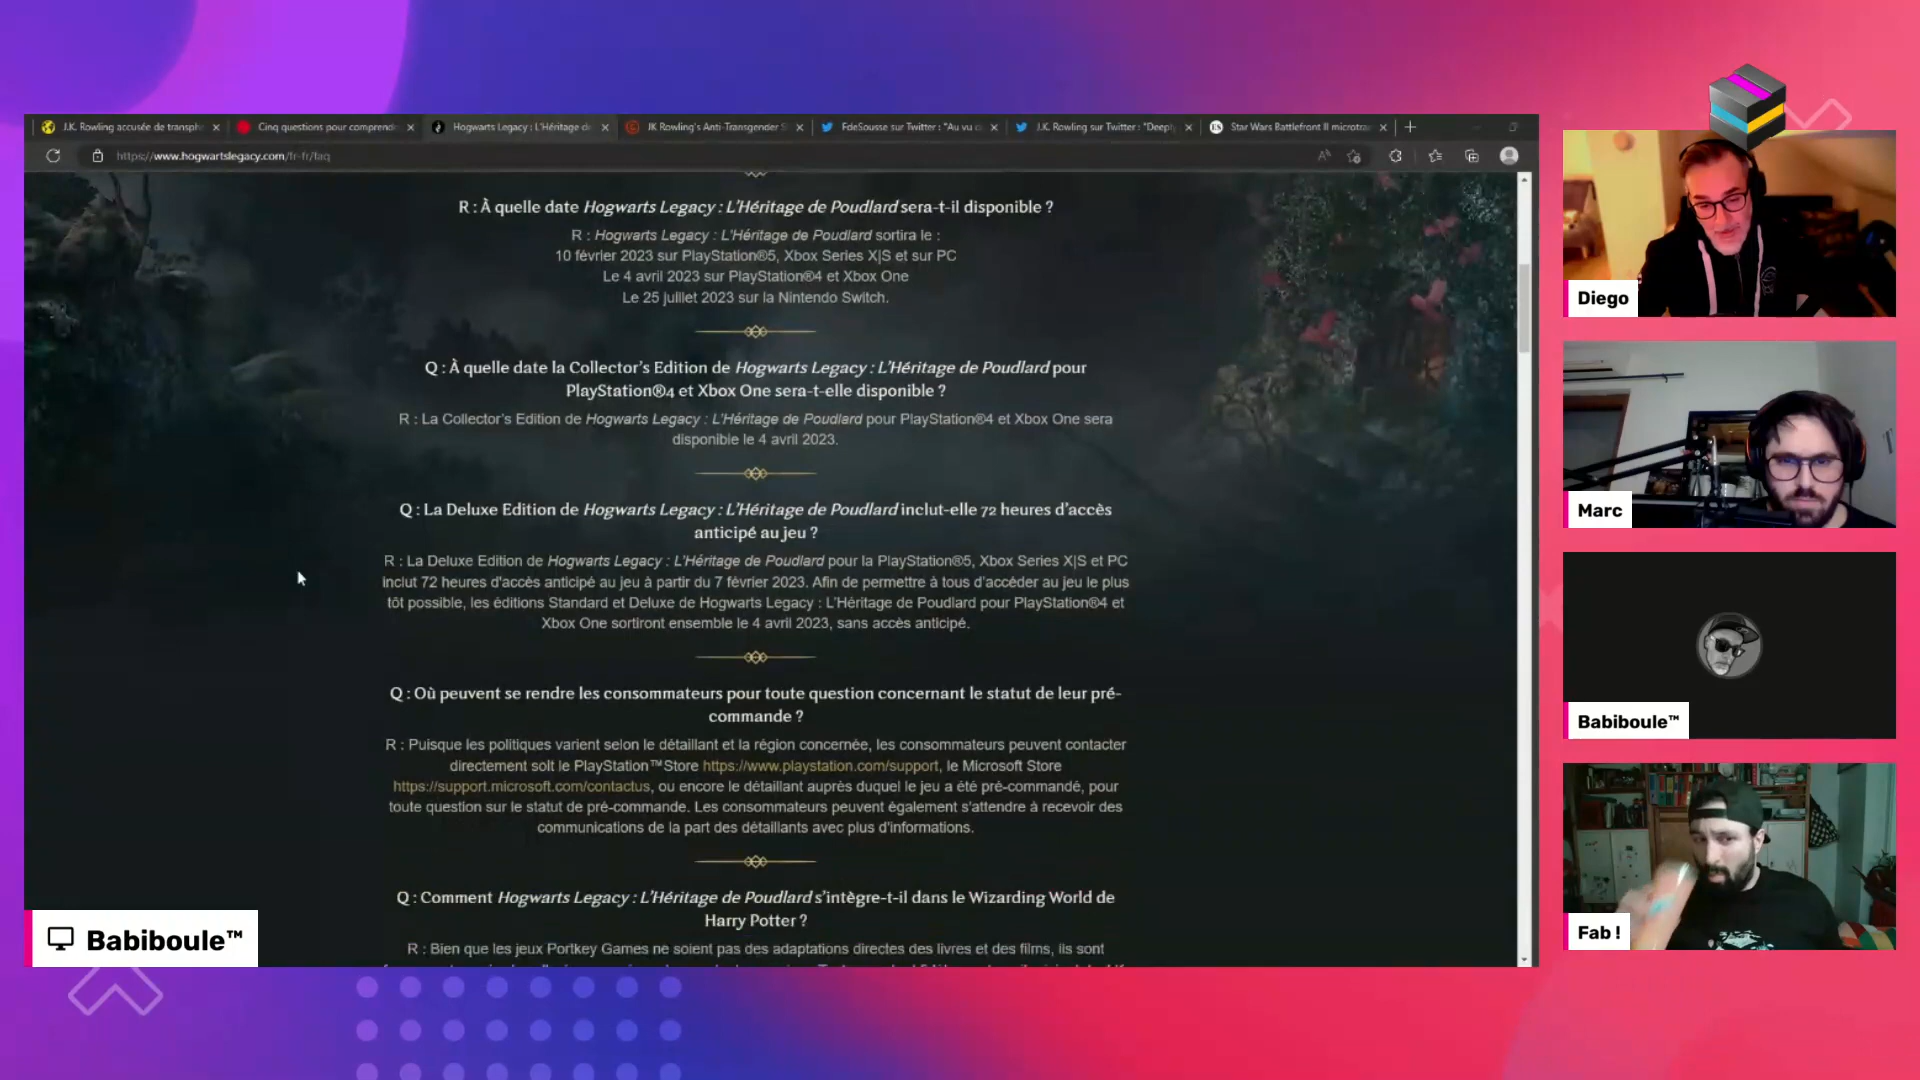 J.K. Rowling accusée de transph
Cinq questions pour comprendre
Hogwarts Legacy : L'Héritage de
JK Rowling's Anti-Transgender S
FdeSousse sur Twitter : "Au vu d
J.K. Rowling sur Twitter : "Deepl
Star Wars Battlefront II microtra
https://www.hogwartslegacy.com/fr-fr/faq
R : À quelle date Hogwarts Legacy : L'Héritage de Poudlard sera-t-il disponible ?
R : Hogwarts Legacy : L'Héritage de Poudlard sortira le :
10 février 2023 sur PlayStation®5, Xbox Series X|S et sur PC
Le 4 avril 2023 sur PlayStation®4 et Xbox One
Le 25 juillet 2023 sur la Nintendo Switch.
Q : À quelle date la Collector's Edition de Hogwarts Legacy : L'Héritage de Poudlard pour
PlayStation®4 et Xbox One sera-t-elle disponible ?
R : La Collector's Edition de Hogwarts Legacy : L'Héritage de Poudlard pour PlayStation®4 et Xbox One sera
disponible le 4 avril 2023.
Q : La Deluxe Edition de Hogwarts Legacy : L'Héritage de Poudlard inclut-elle 72 heures d'accès
anticipé au jeu ?
R : La Deluxe Edition de Hogwarts Legacy : L'Héritage de Poudlard pour la PlayStation®5, Xbox Series X|S et PC
inclut 72 heures d'accès anticipé au jeu à partir du 7 février 2023. Afin de permettre à tous d'accéder au jeu le plus
tôt possible, les éditions Standard et Deluxe de Hogwarts Legacy : L'Héritage de Poudlard pour PlayStation®4 et
Xbox One sortiront ensemble le 4 avril 2023, sans accès anticipé.
Q : Où peuvent se rendre les consommateurs pour toute question concernant le statut de leur pré-
commande ?
R : Puisque les politiques varient selon le détaillant et la région concernée, les consommateurs peuvent contacter
directement soit le PlayStation™Store https://www.playstation.com/support, le Microsoft Store
https://support.microsoft.com/contactus, ou encore le détaillant auprès duquel le jeu a été pré-commandé, pour
toute question sur le statut de pré-commande. Les consommateurs peuvent également s'attendre à recevoir des
communications de la part des détaillants avec plus d'informations.
Q : Comment Hogwarts Legacy : L'Héritage de Poudlard s'intègre-t-il dans le Wizarding World de
Harry Potter ?
R : Bien que les jeux Portkey Games ne soient pas des adaptations directes des livres et des films, ils sont
Babiboule™
Diego
Marc
Babiboule™
Fab !